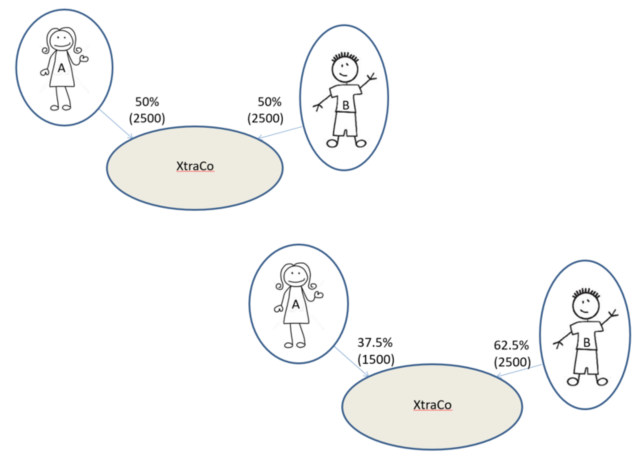 A
B
50%
(2500)
50%
(2500)
XtraCo
A
B
37.5%
(1500)
62.5%
(2500)
XtraCo